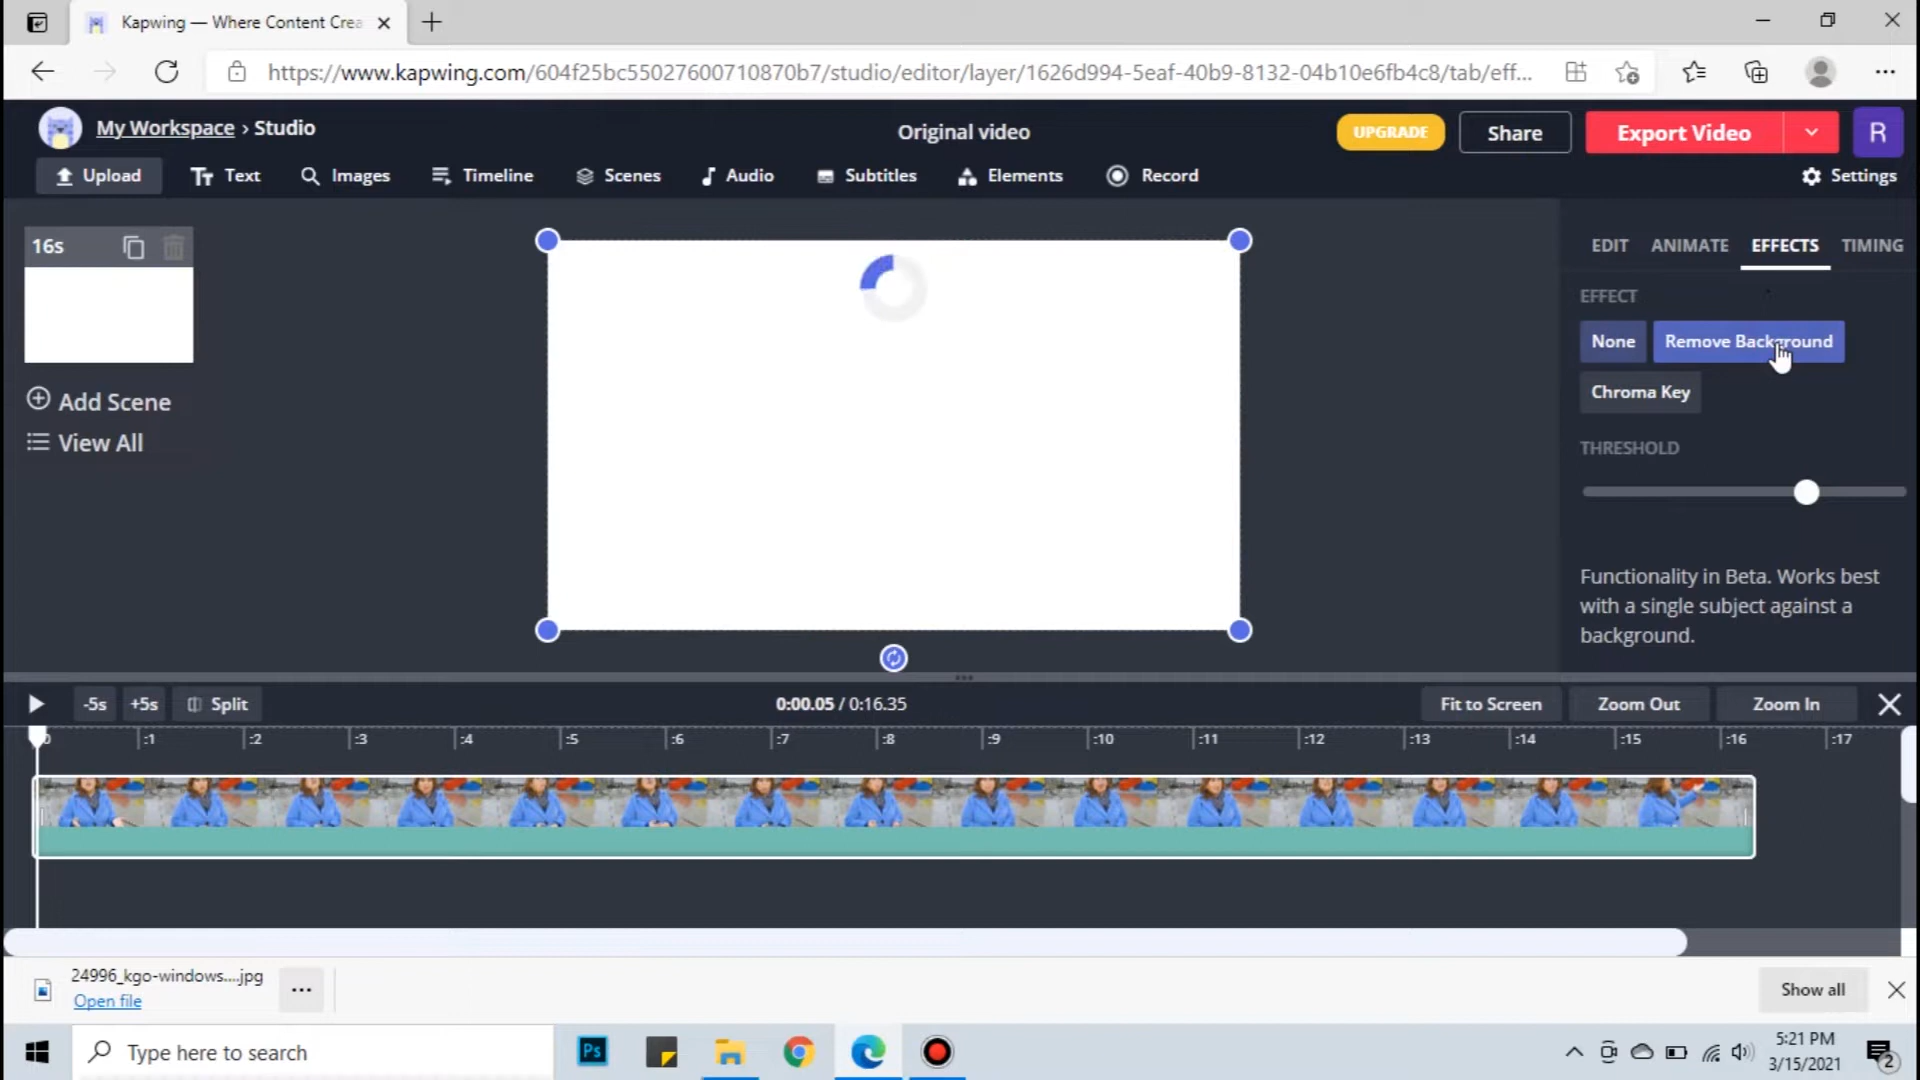 Kapwing — Where Content Crea
https://www.kapwing.com/604f25bc55027600710870b7/studio/editor/layer/1626d994-5eaf-40b9-8132-04b10e6fb4c8/tab/eff...
My Workspace › Studio
Original video
UPGRADE
Share
Export Video
R
Upload
Text
Images
Timeline
Scenes
Audio
Subtitles
Elements
Record
Settings
16s
Add Scene
View All
EDIT
ANIMATE
EFFECTS
TIMING
EFFECT
None
Remove Background
Chroma Key
THRESHOLD
Functionality in Beta. Works best
with a single subject against a
background.
-5s
+5s
Split
0:00.05 / 0:16.35
Fit to Screen
Zoom Out
Zoom In
:0 :1 :2 :3 :4 :5 :6 :7 :8 :9 :10 :11 :12 :13 :14 :15 :16 :17
24996_kgo-windows....jpg
Open file
Show all
Type here to search
Ps
5:21 PM
3/15/2021
2